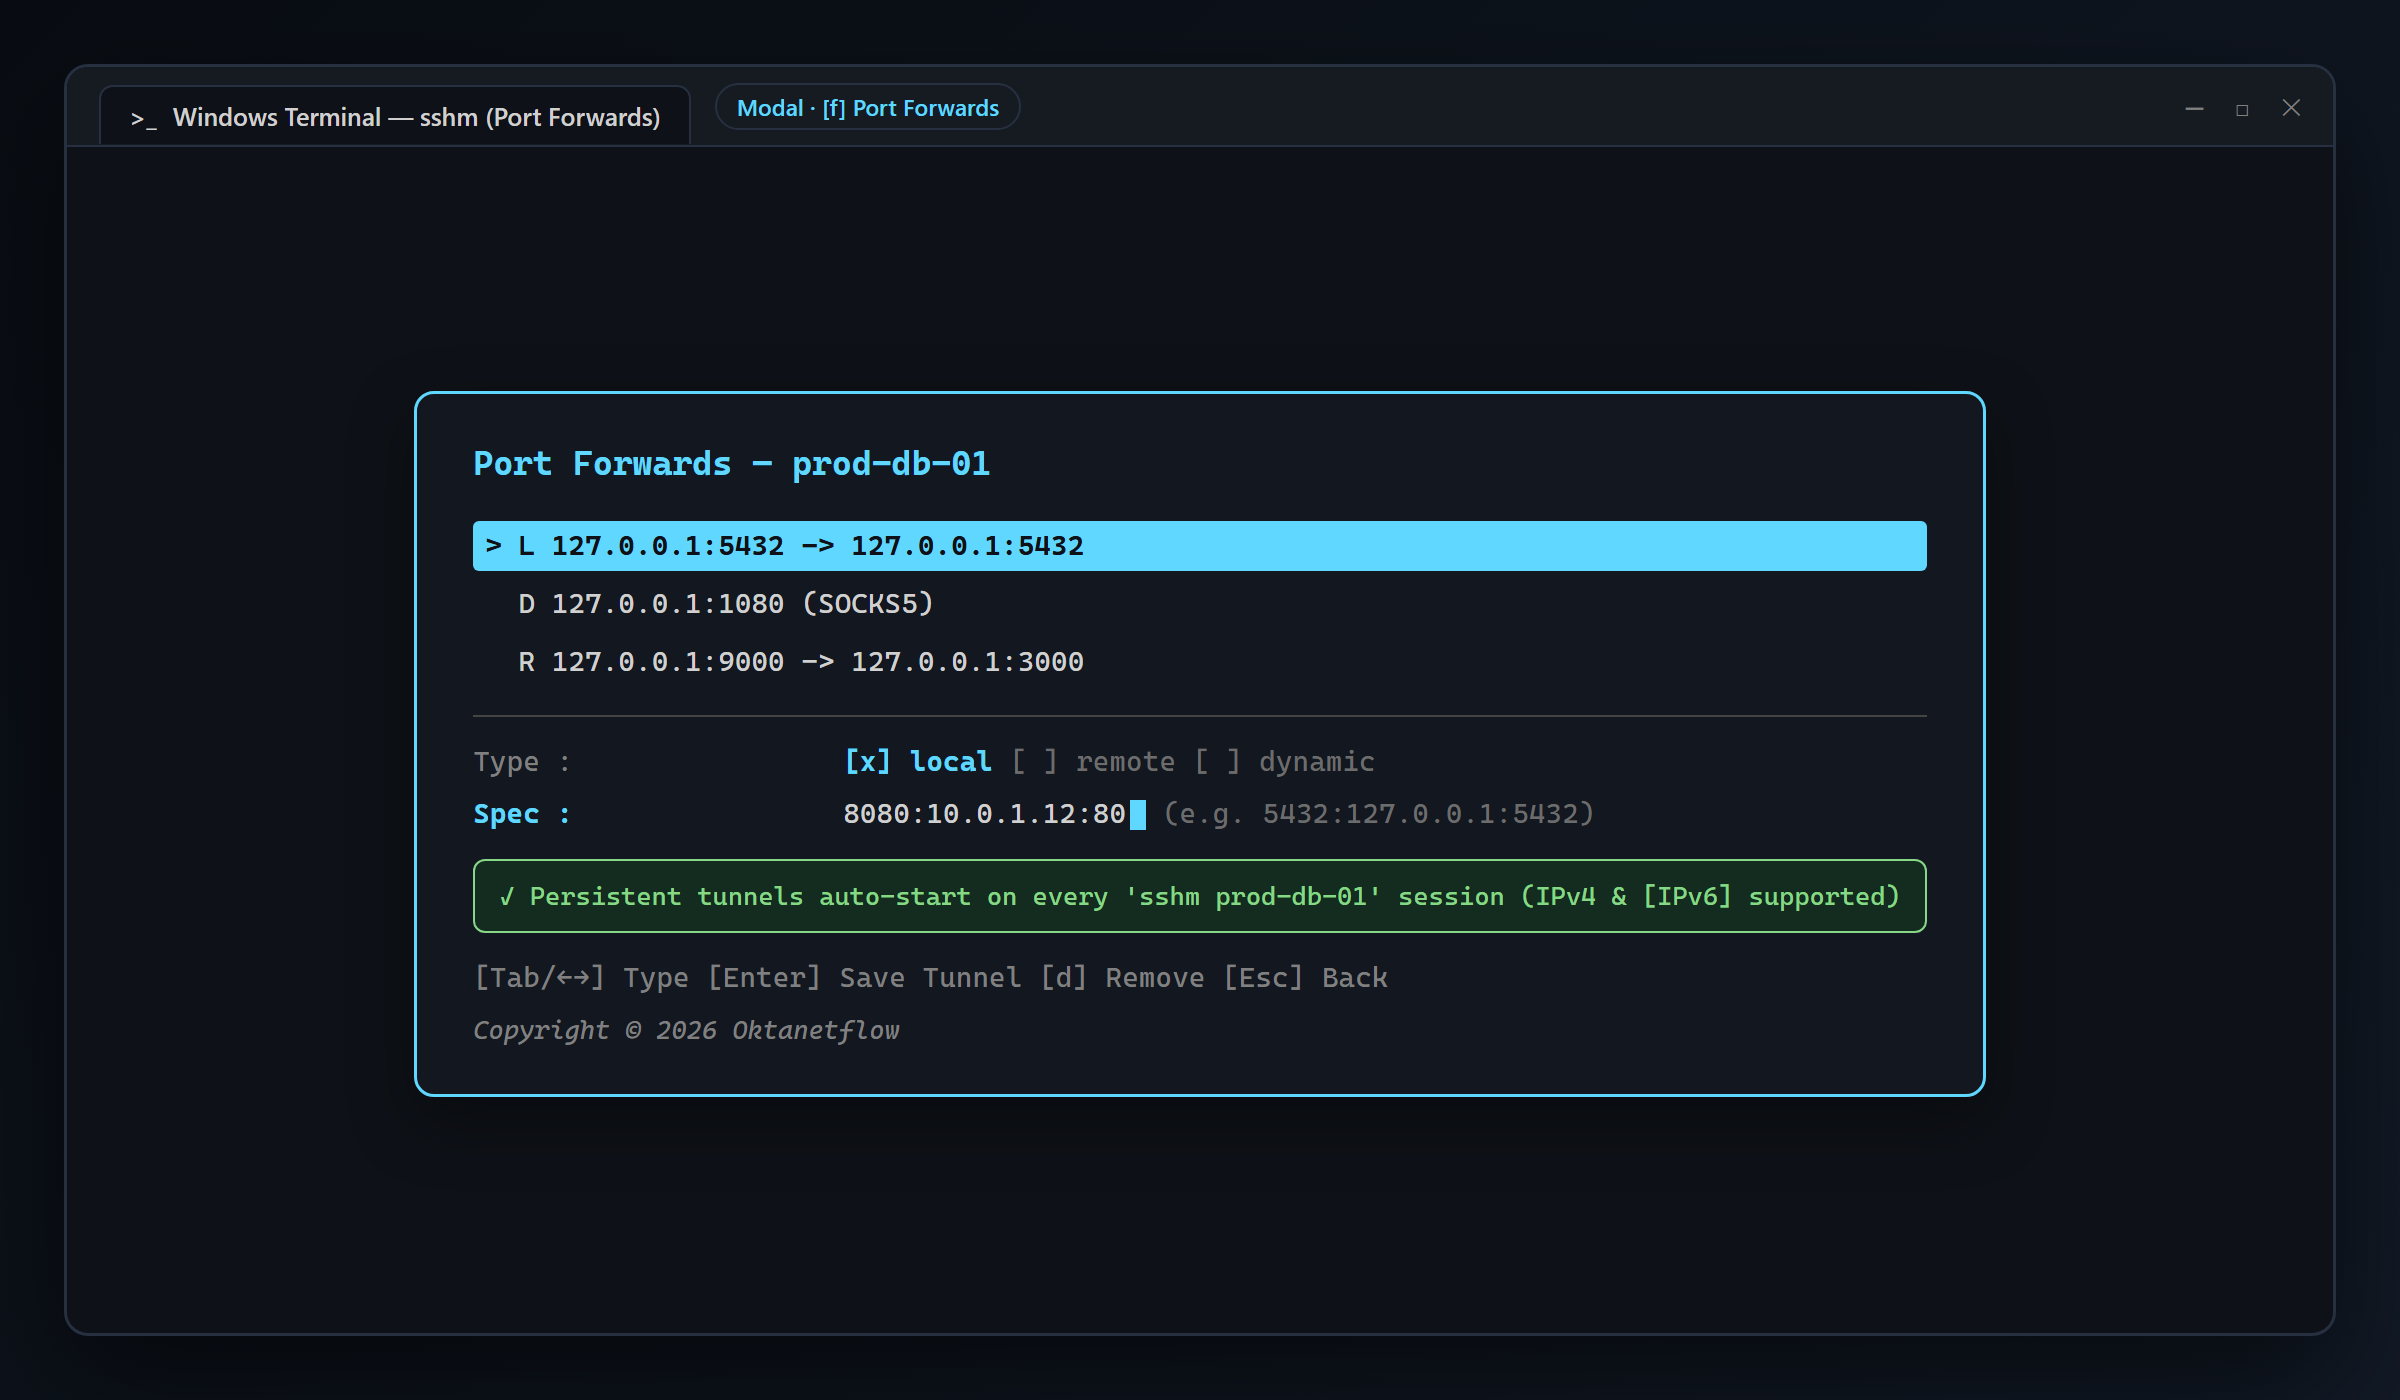 >_ Windows Terminal — sshm (Port Forwards)
Modal · [f] Port Forwards
Port Forwards - prod-db-01
> L 127.0.0.1:5432 -> 127.0.0.1:5432
D 127.0.0.1:1080 (SOCKS5)
R 127.0.0.1:9000 -> 127.0.0.1:3000
Type : [x] local [ ] remote [ ] dynamic
Spec : 8080:10.0.1.12:80 (e.g. 5432:127.0.0.1:5432)
✓ Persistent tunnels auto-start on every 'sshm prod-db-01' session (IPv4 & [IPv6] supported)
[Tab/←→] Type [Enter] Save Tunnel [d] Remove [Esc] Back
Copyright © 2026 Oktanetflow